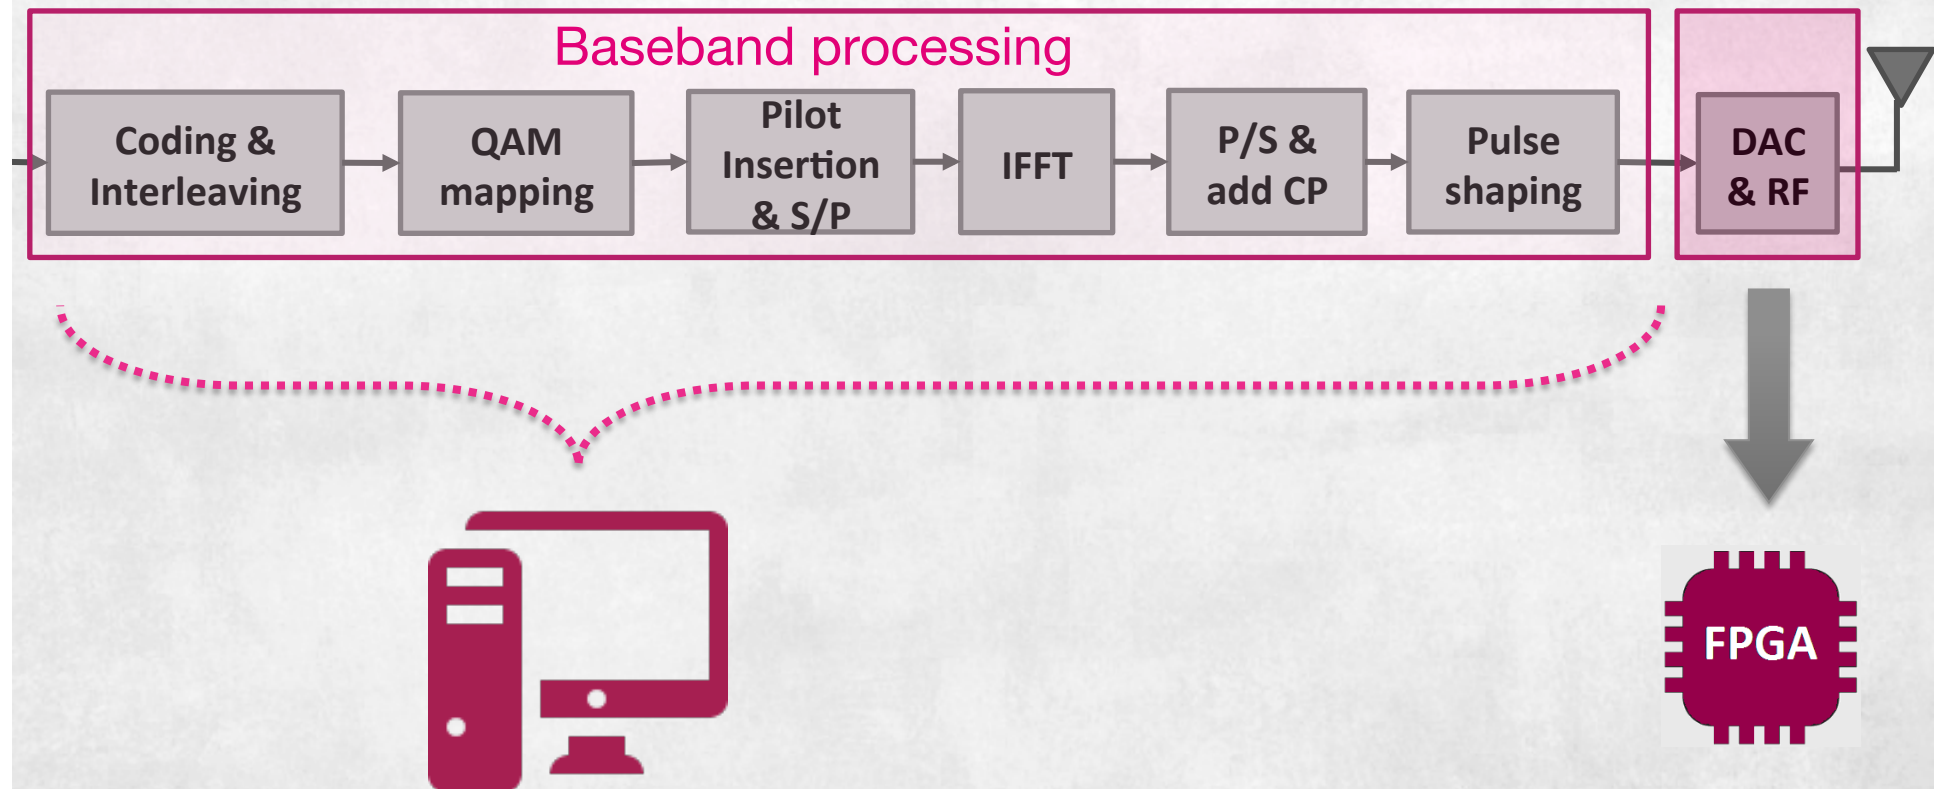 Baseband processing
Coding &
Interleaving
QAM
mapping
Pilot
Insertion
& S/P
IFFT
P/S &
add CP
Pulse
shaping
DAC
& RF
FPGA